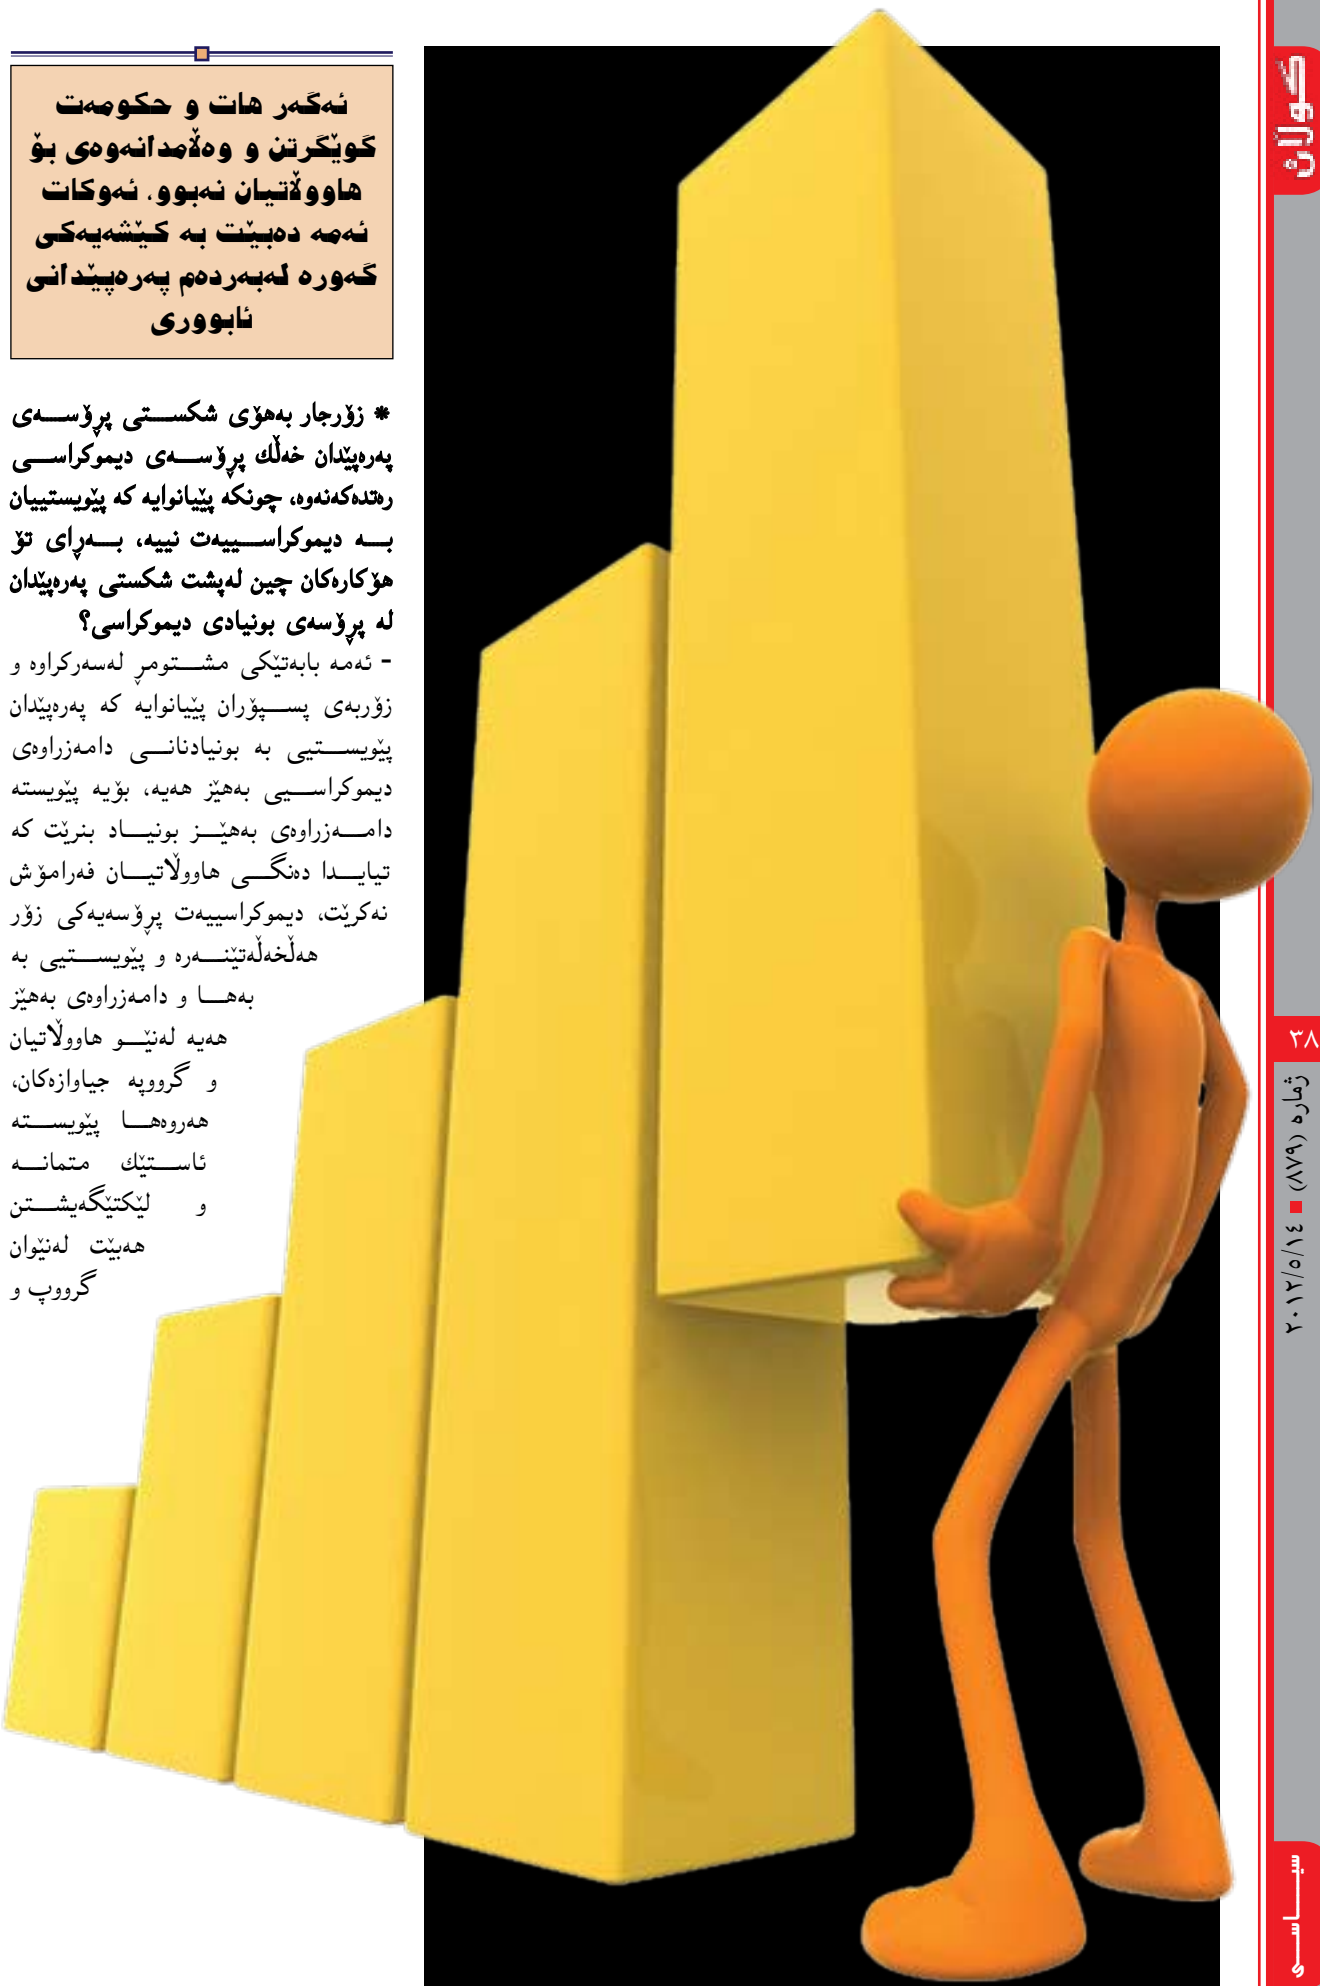 ئەگەر هات و حکومەت
گوێگرتن و وەڵامدانەوەی بۆ
هاووڵاتیان نەبوو. ئەوکات
ئەمە دەبێت بە کێشەیەکی
گەورە لەبەردەم پەرەپێدانی
ئابووری
* زۆرجار بەهۆی شکستی پرۆسەی
پەرەپێدان خەڵك پرۆسەی دیموکراسی
رەتدەکەنەوە، چونکە پێیانوایە کە پێویستییان
بە دیموکراسییەت نییە، بەڕای تۆ
هۆکارەکان چین لەپشت شکستی پەرەپێدان
لە پرۆسەی بونیادی دیموکراسی؟
- ئەمە بابەتێکی مشتومڕ لەسەرکراوە و
زۆربەی پسپۆران پێیانوایە کە پەرەپێدان
پێویستیی بە بونیادنانی دامەزراوەی
دیموکراسیی بەهێز هەیە، بۆیە پێویستە
دامەزراوەی بەهێز بونیاد بنرێت کە
تیایدا دەنگی هاووڵاتیان فەرامۆش
نەکرێت، دیموکراسییەت پرۆسەیەکی زۆر
هەڵخەڵەتێنەرە و پێویستیی بە
بەها و دامەزراوەی بەهێز
هەیە لەنێو هاووڵاتیان
و گرووپە جیاوازەکان،
هەروەها پێویستە
ئاستێك متمانە
و لێکتێگەیشتن
هەبێت لەنێوان
گرووپ و
گولان
٣٨
ژمارە (٨٧٩) ■ ٢٠١٢/٥/١٤
سیاسی